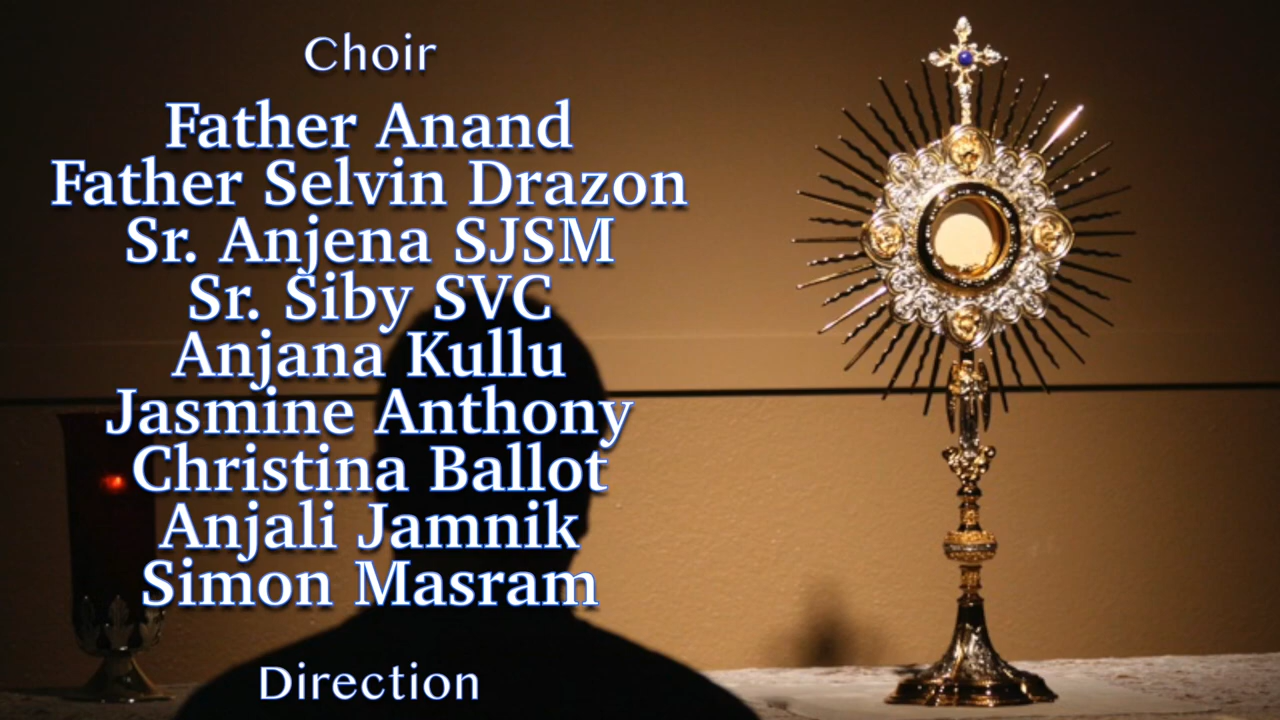 Choir
Father Anand
Father Selvin Drazon
Sr. Anjena SJSM
Sr. Siby SVC
Anjana Kullu
Jasmine Anthony
Christina Ballot
Anjali Jamnik
Simon Masram
Direction